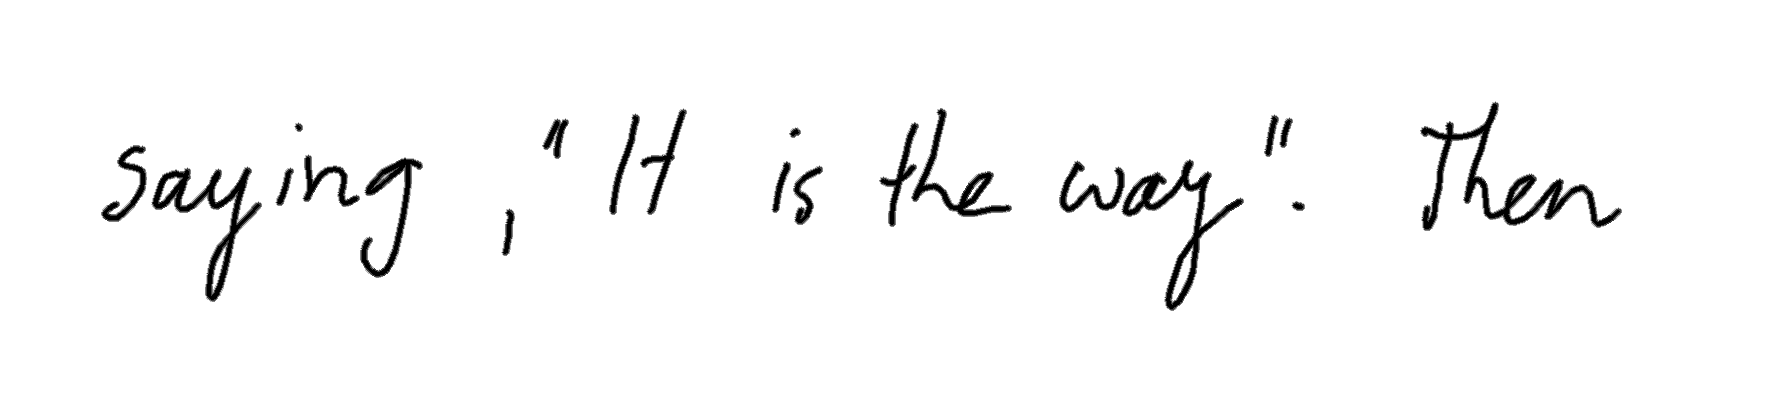 saying, "It is the way". Then